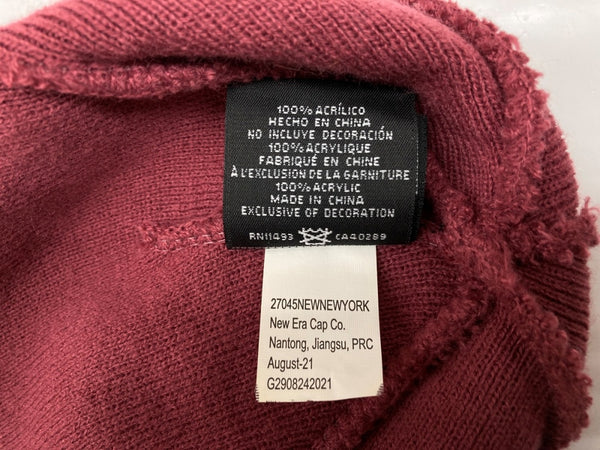 100% ACRÍLICO
HECHO EN CHINA
NO INCLUYE DECORACIÓN
100% ACRYLIQUE
FABRIQUÉ EN CHINE
À L'EXCLUSION DE LA GARNITURE
100% ACRYLIC
MADE IN CHINA
EXCLUSIVE OF DECORATION
RN11493 CA40289
27045NEWNEWYORK
New Era Cap Co.
Nantong, Jiangsu, PRC
August-21
G2908242021